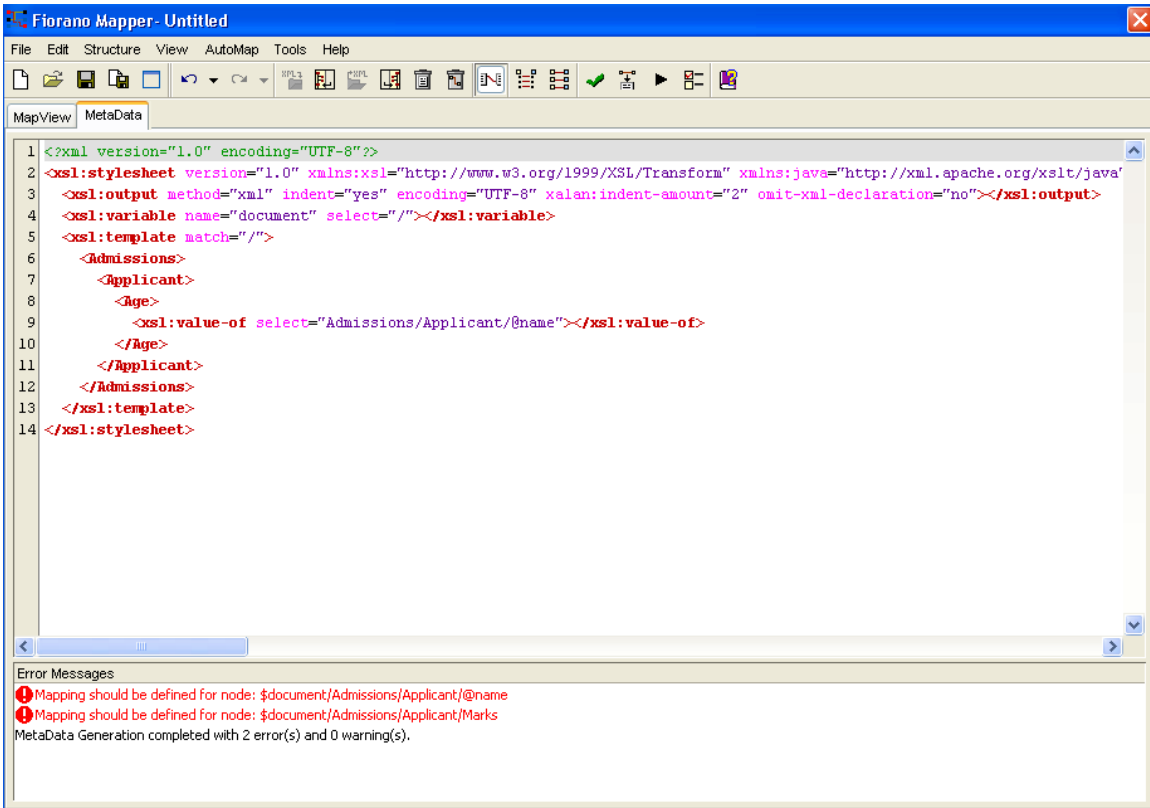 Fiorano Mapper- Untitled
File Edit Structure View AutoMap Tools Help
MapView MetaData
1 <?xml version="1.0" encoding="UTF-8"?>
2 <xsl:stylesheet version="1.0" xmlns:xsl="http://www.w3.org/1999/XSL/Transform" xmlns:java="http://xml.apache.org/xslt/java"
3 <xsl:output method="xml" indent="yes" encoding="UTF-8" xalan:indent-amount="2" omit-xml-declaration="no"></xsl:output>
4 <xsl:variable name="document" select="/"></xsl:variable>
5 <xsl:template match="/">
6 <Admissions>
7 <Applicant>
8 <Age>
9 <xsl:value-of select="Admissions/Applicant/@name"></xsl:value-of>
10 </Age>
11 </Applicant>
12 </Admissions>
13 </xsl:template>
14 </xsl:stylesheet>
Error Messages
Mapping should be defined for node: $document/Admissions/Applicant/@name
Mapping should be defined for node: $document/Admissions/Applicant/Marks
MetaData Generation completed with 2 error(s) and 0 warning(s).